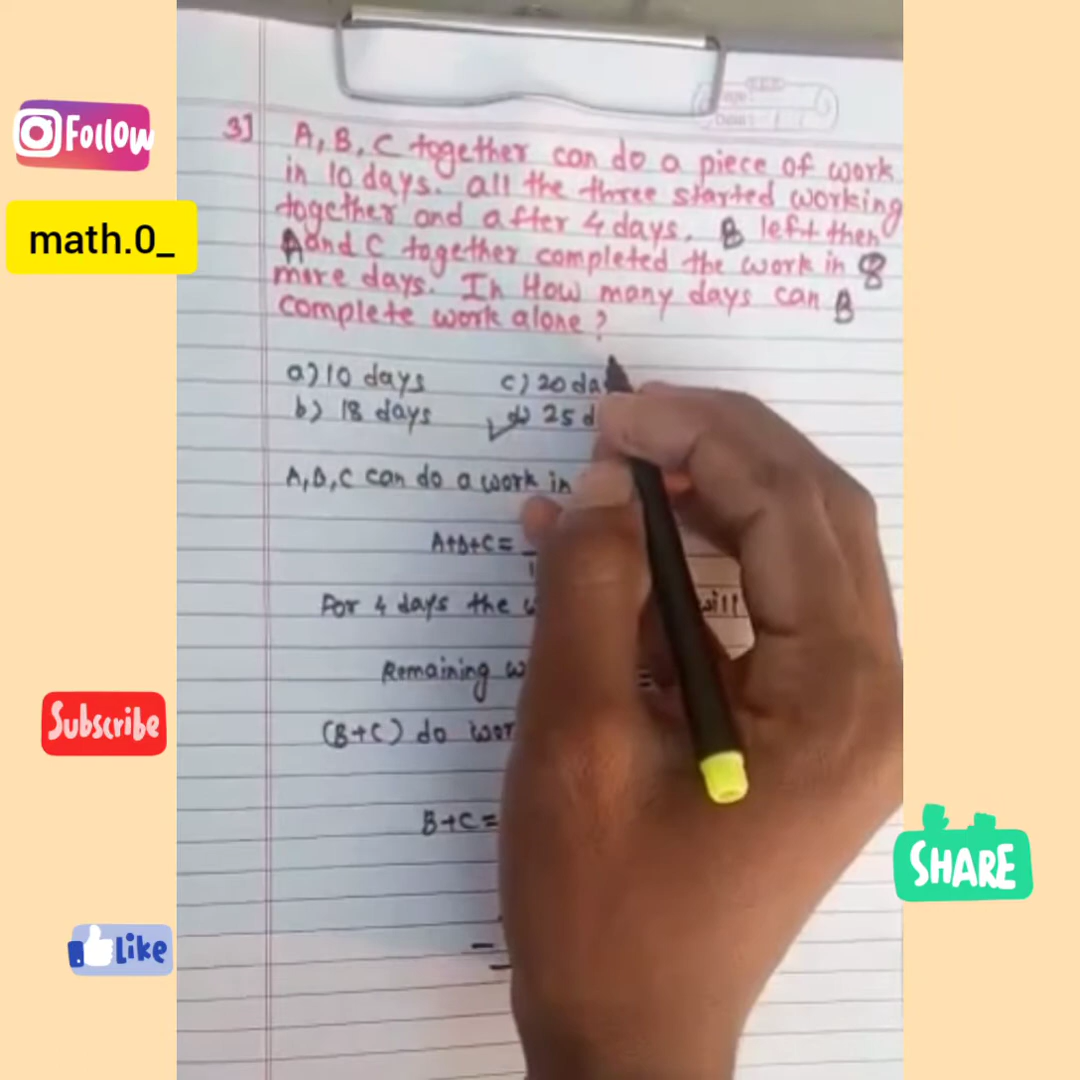 Follow
math.0_
3] A, B, C together can do a piece of work
in 10 days. all the three started working
together and after 4 days. B left then
A and C together completed the work in 8
more days. In How many days can B
complete work alone?
a) 10 days c) 20 da
b) 18 days d) 25 d
A, B, C can do a work in
A+B+C =
For 4 days the will
Remaining =
(B+C) do
B+C =
Subscribe
SHARE
Like